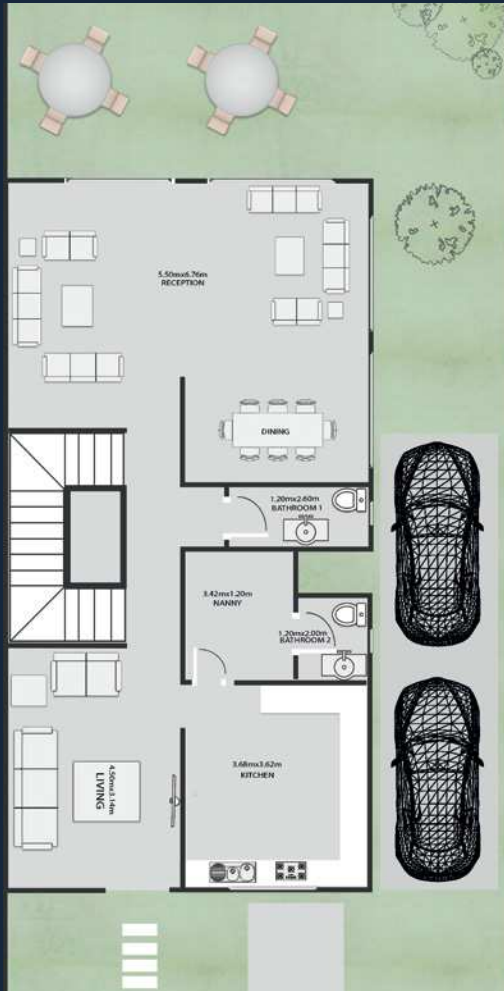 5.50mx6.76m
RECEPTION
DINING
1.20mx2.60m
BATHROOM 1
3.42mx1.20m
NANNY
1.20mx2.00m
BATHROOM 2
4.50mx3.14m
LIVING
3.68mx3.62m
KITCHEN